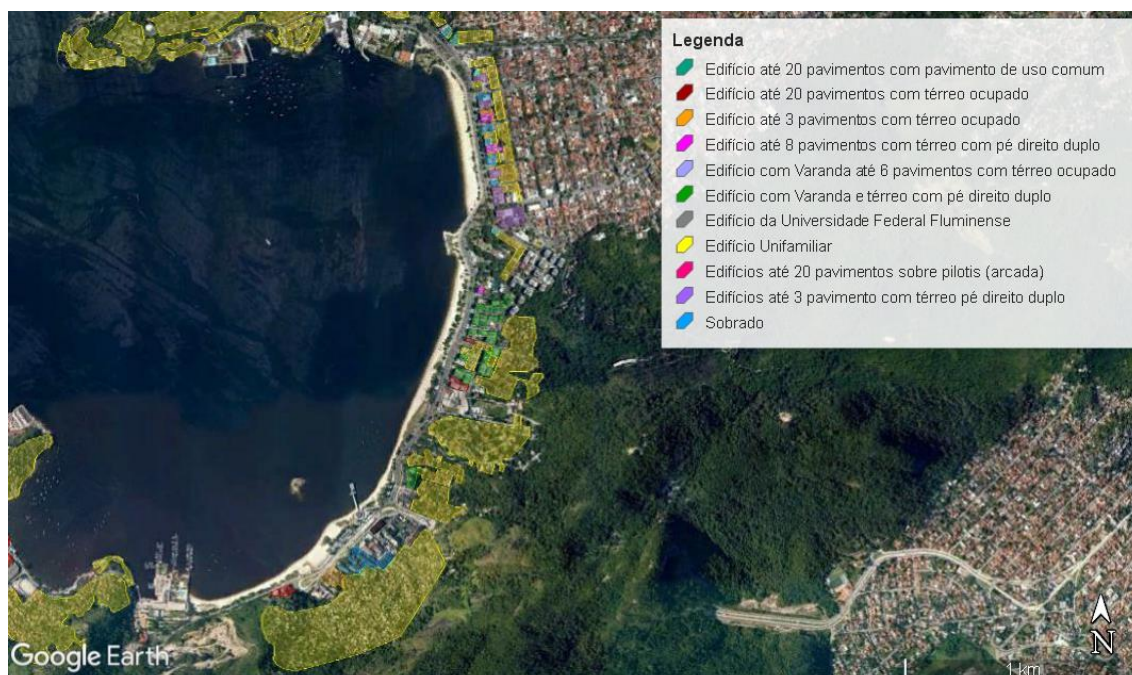 Legenda
Edifício até 20 pavimentos com pavimento de uso comum
Edifício até 20 pavimentos com térreo ocupado
Edifício até 3 pavimentos com térreo ocupado
Edifício até 8 pavimentos com térreo com pé direito duplo
Edifício com Varanda até 6 pavimentos com térreo ocupado
Edifício com Varanda e térreo com pé direito duplo
Edifício da Universidade Federal Fluminense
Edifício Unifamiliar
Edifícios até 20 pavimentos sobre pilotis (arcada)
Edifícios até 3 pavimento com térreo pé direito duplo
Sobrado
Google Earth
N
1 km